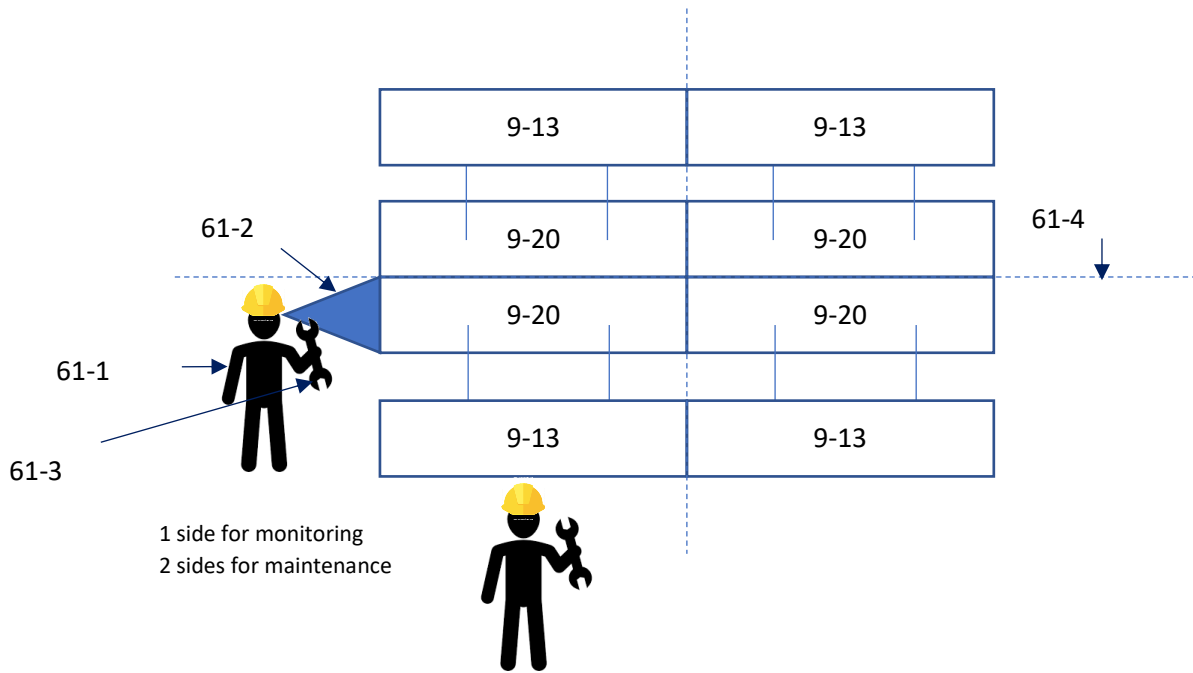 9-13 9-13
61-2 9-20 9-20 61-4
9-20 9-20
61-1
9-13 9-13
61-3
1 side for monitoring
2 sides for maintenance